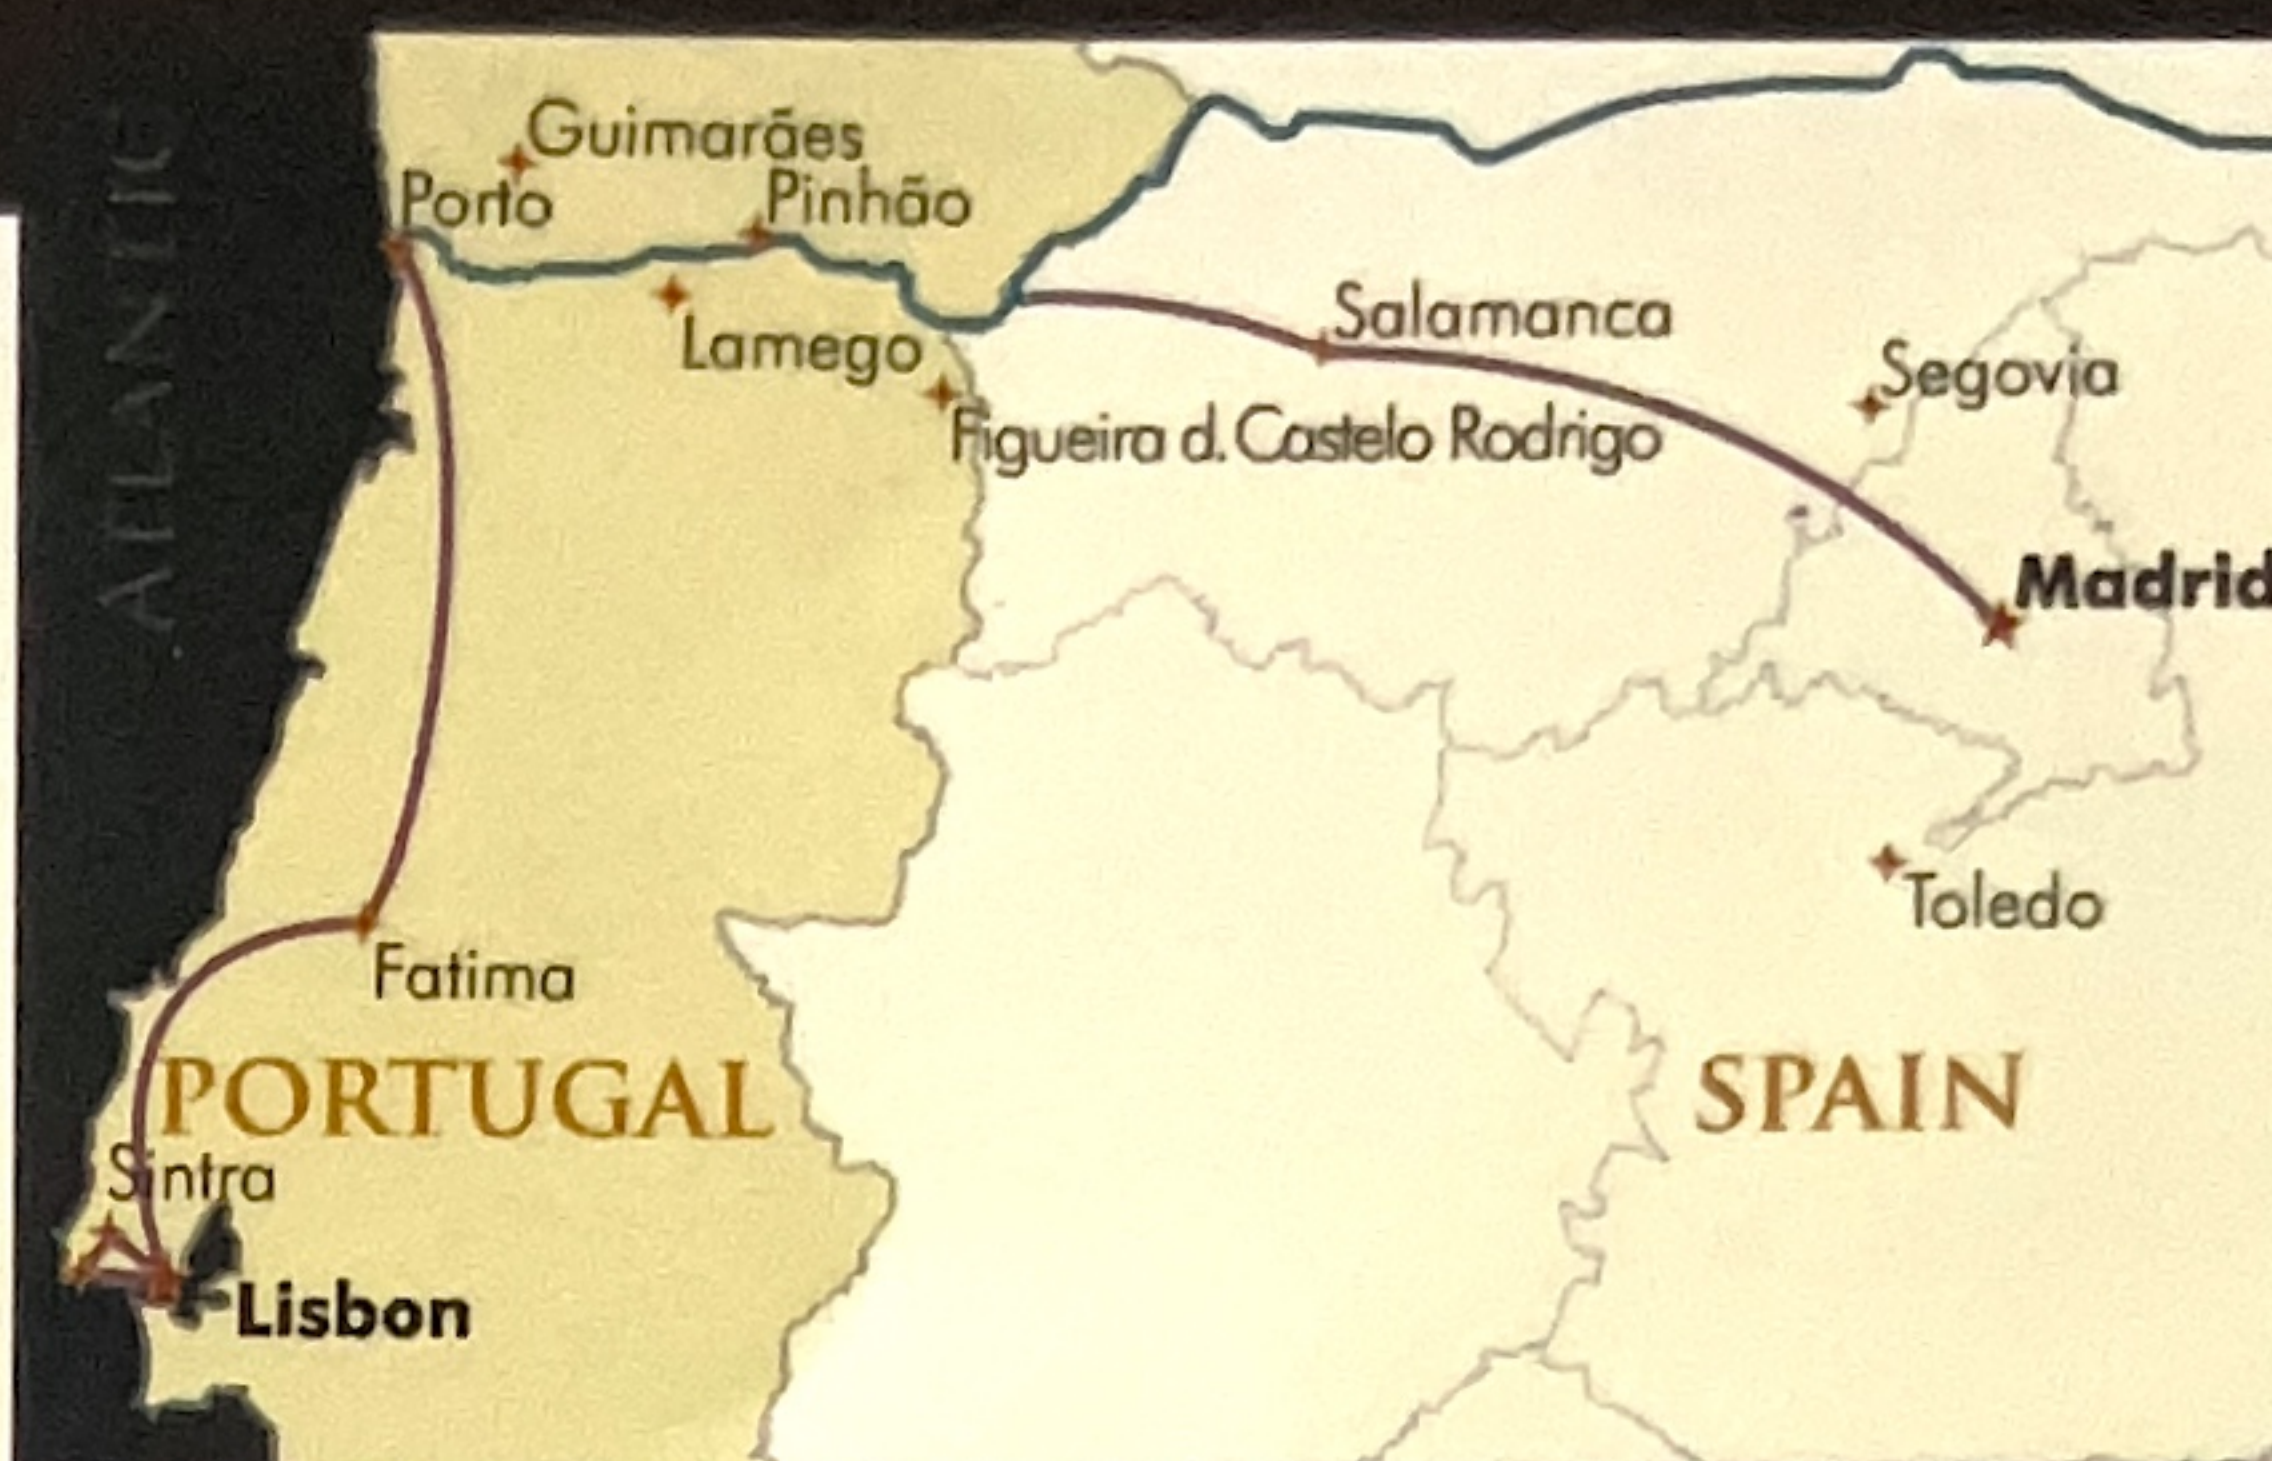 ATLANTIC
Guimarães
Porto
Pinhão
Lamego
Salamanca
Segovia
Figueira d. Castelo Rodrigo
Madrid
Toledo
Fatima
PORTUGAL
SPAIN
Sintra
Lisbon